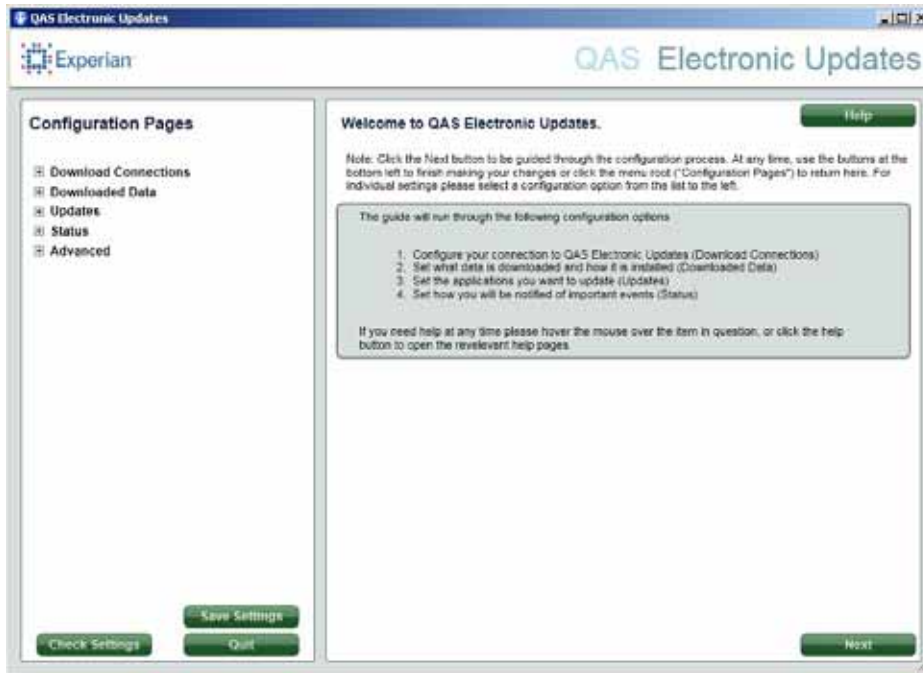 QAS Electronic Updates
Experian
QAS Electronic Updates
Configuration Pages
Download Connections
Downloaded Data
Updates
Status
Advanced
Save Settings
Check Settings
Quit
Help
Welcome to QAS Electronic Updates.
Note: Click the Next button to be guided through the configuration process. At any time, use the buttons at the
bottom left to finish making your changes or click the menu root ("Configuration Pages") to return here. For
individual settings please select a configuration option from the list to the left.
The guide will run through the following configuration options
1. Configure your connection to QAS Electronic Updates (Download Connections)
2. Set what data is downloaded and how it is installed (Downloaded Data)
3. Set the applications you want to update (Updates)
4. Set how you will be notified of important events (Status)
If you need help at any time please hover the mouse over the item in question, or click the help
button to open the revelevant help pages.
Next